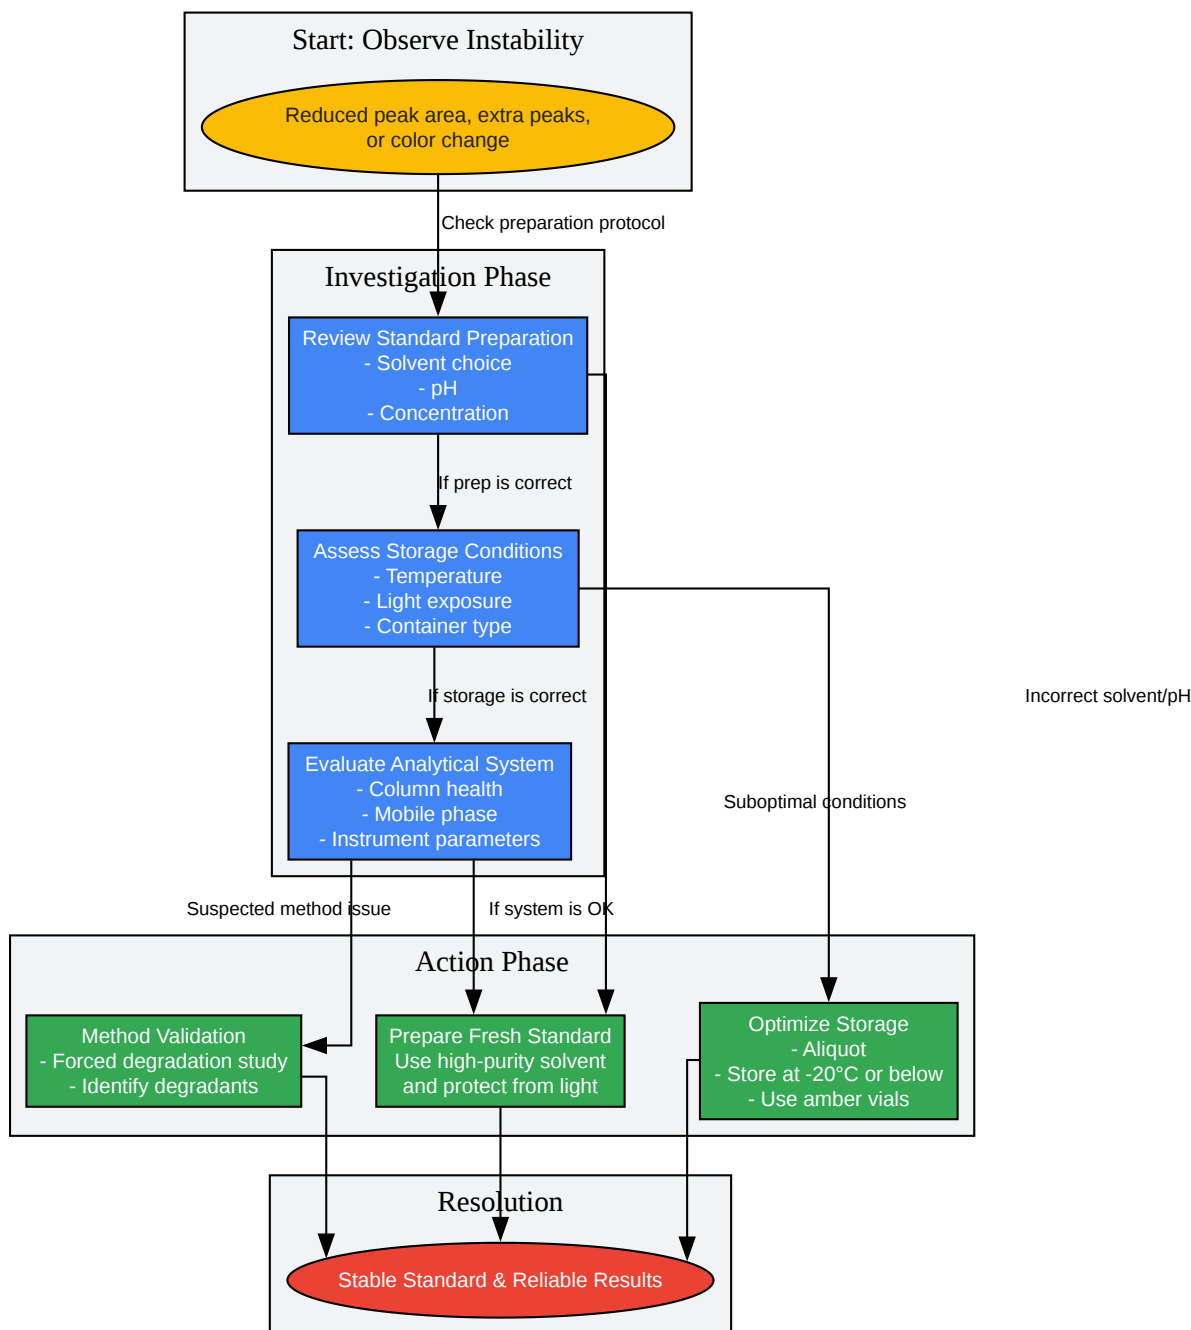 Start: Observe Instability
Reduced peak area, extra peaks,
or color change
Check preparation protocol
Investigation Phase
Review Standard Preparation
- Solvent choice
- pH
- Concentration
If prep is correct
Assess Storage Conditions
- Temperature
- Light exposure
- Container type
If storage is correct
Incorrect solvent/pH
Evaluate Analytical System
- Column health
- Mobile phase
- Instrument parameters
Suboptimal conditions
Suspected method issue
If system is OK
Action Phase
Method Validation
- Forced degradation study
- Identify degradants
Prepare Fresh Standard
Use high-purity solvent
and protect from light
Optimize Storage
- Aliquot
- Store at -20°C or below
- Use amber vials
Resolution
Stable Standard & Reliable Results